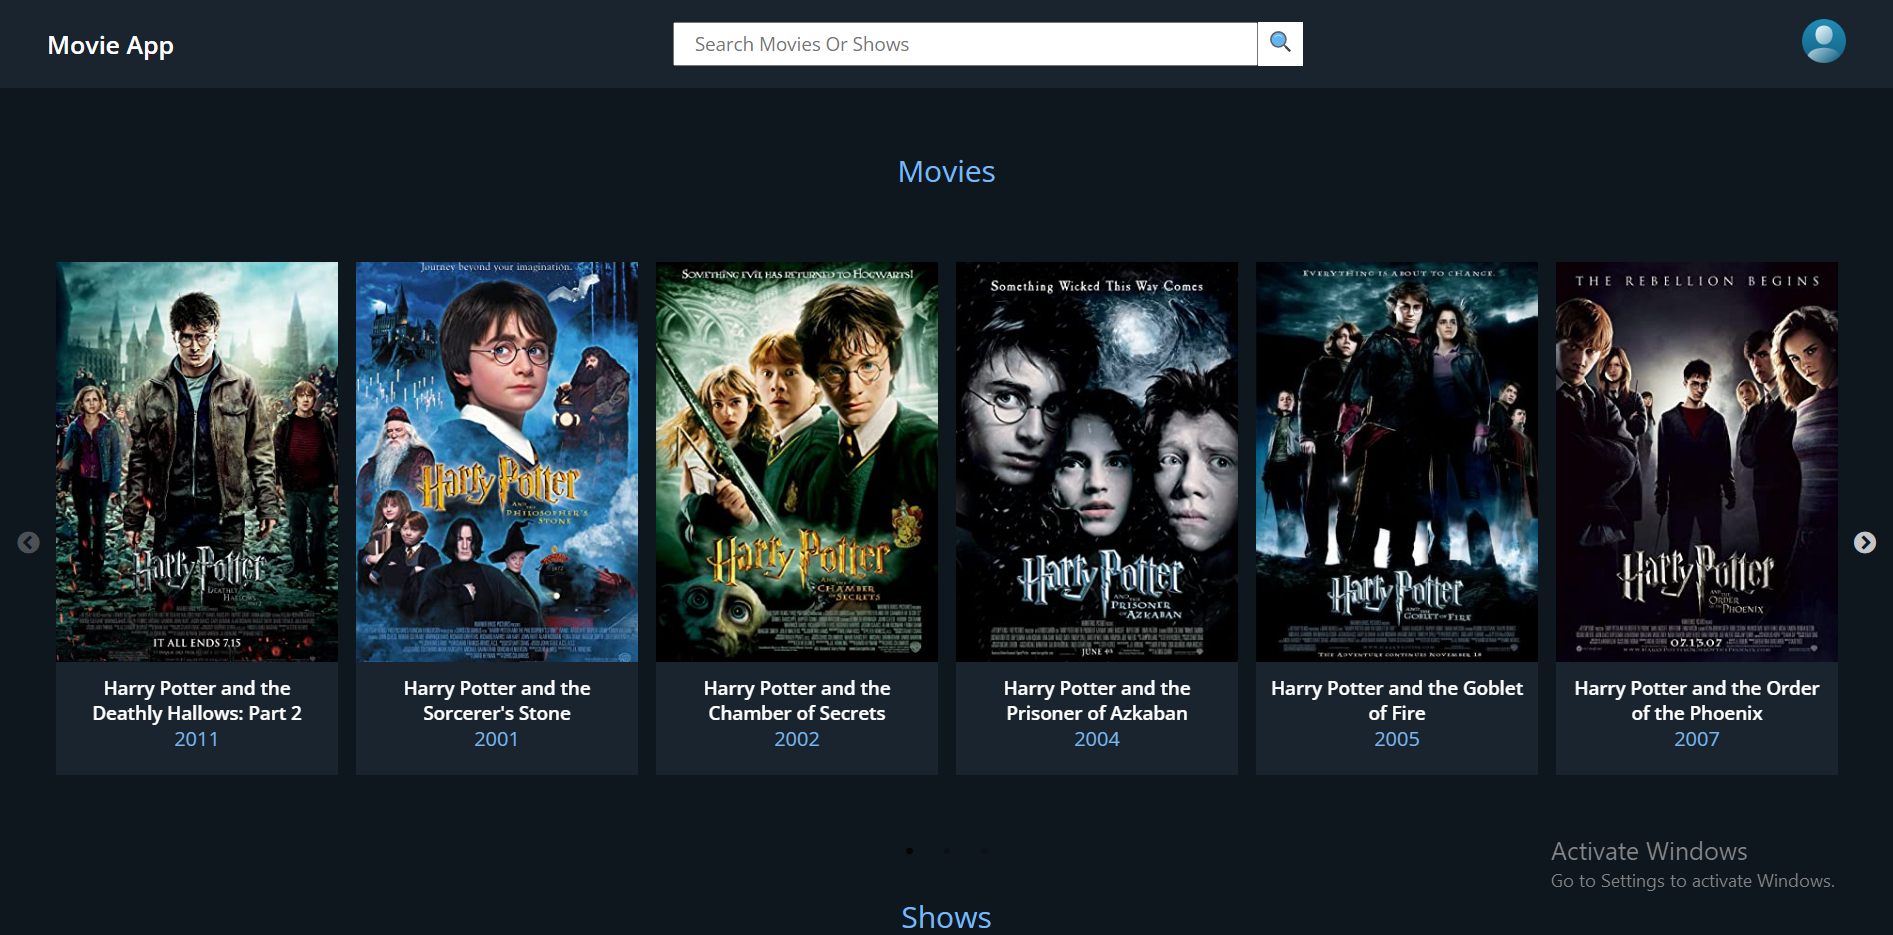 Movie App
Search Movies Or Shows
Movies
IT ALL ENDS 7.15
Harry Potter
DEATHLY
HALLOWS
Journey beyond your imagination.
Harry Potter
AND THE
PHILOSOPHER'S
STONE
SOMETHING EVIL HAS RETURNED TO HOGWARTS!
Harry Potter
AND THE
CHAMBER
OF SECRETS
Something Wicked This Way Comes
Harry Potter
AND THE
PRISONER
OF AZKABAN
JUNE 4
EVERYTHING IS ABOUT TO CHANGE.
Harry Potter
AND THE
GOBLET OF FIRE
THE ADVENTURE CONTINUES NOVEMBER 18
THE REBELLION BEGINS
Harry Potter
AND THE
ORDER
OF THE
PHOENIX
07.13.07
Harry Potter and the
Deathly Hallows: Part 2
2011
Harry Potter and the
Sorcerer's Stone
2001
Harry Potter and the
Chamber of Secrets
2002
Harry Potter and the
Prisoner of Azkaban
2004
Harry Potter and the Goblet
of Fire
2005
Harry Potter and the Order
of the Phoenix
2007
Activate Windows
Go to Settings to activate Windows.
Shows